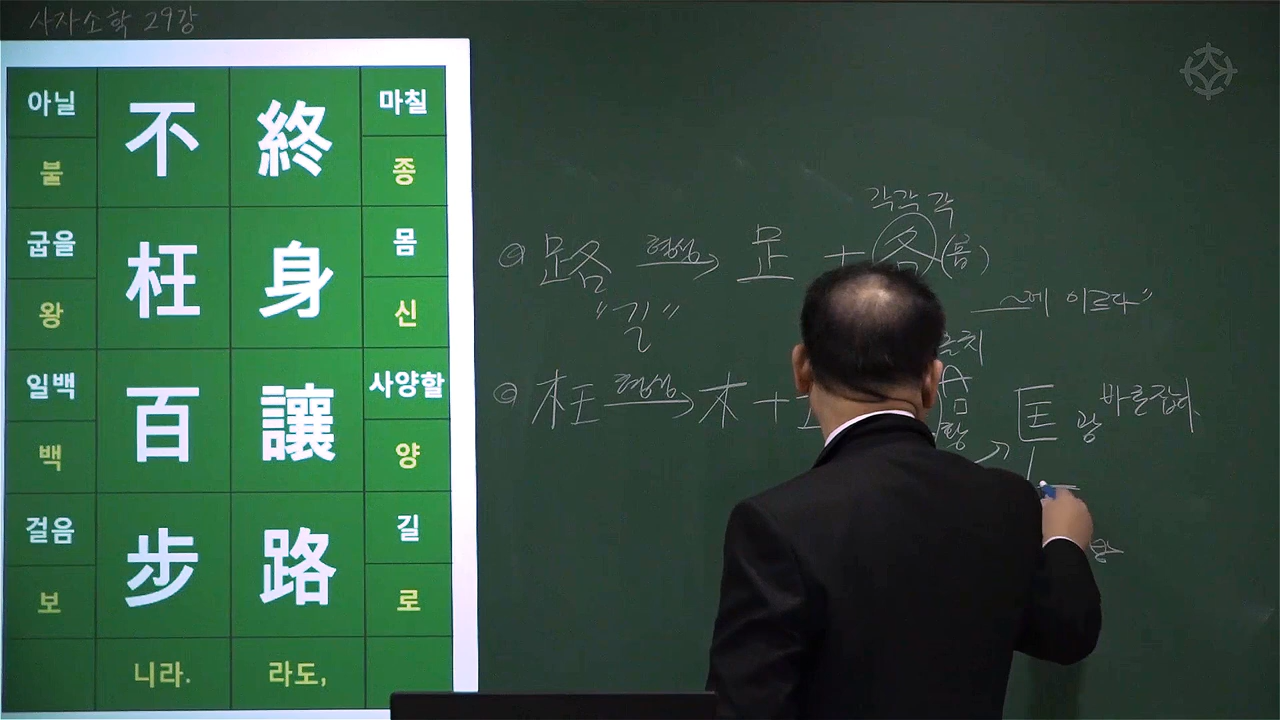 사자소학 29강
아닐 不 終 마칠
불 종
굽을 枉 身 몸
왕 신
일백 百 讓 사양할
백 양
걸음 步 路 길
보 로
니라. 라도,
각각 각
路 형성 足 + 各 (음)
"길" ~에 이르다"
枉 형성 木 + 匡 광 바로잡다